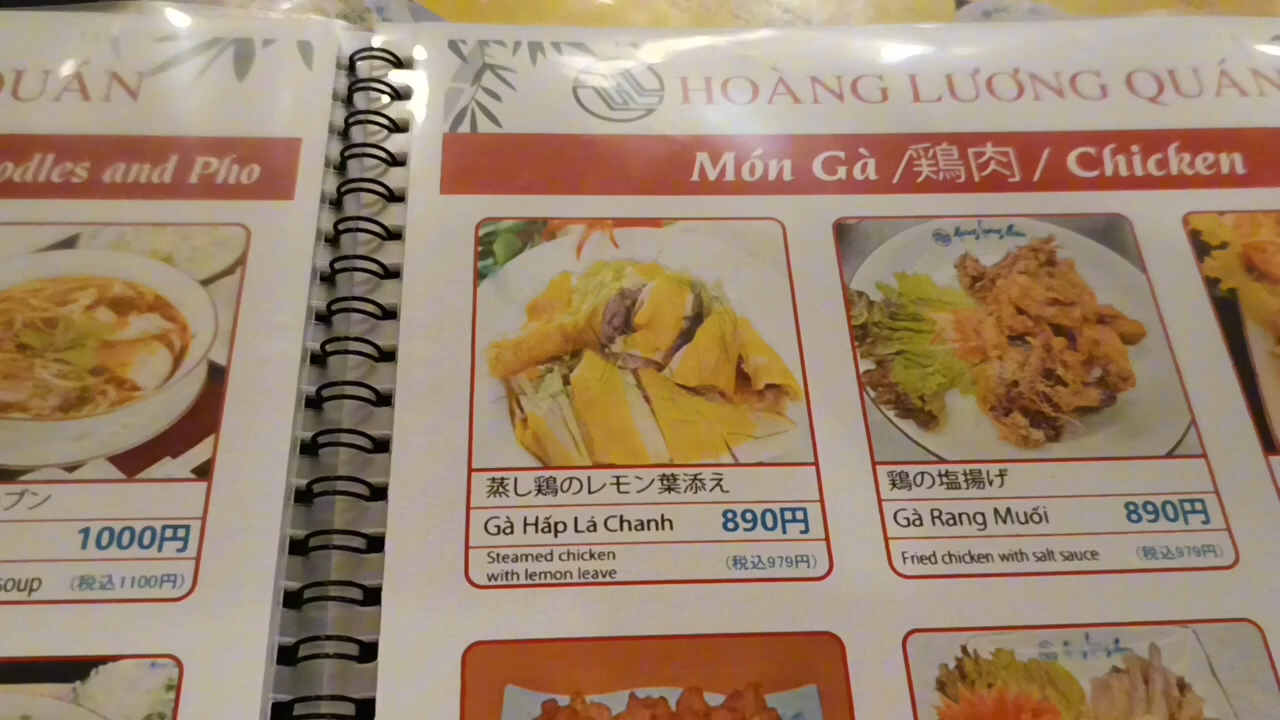 QUÁN
odles and Pho
ーブン
1000円
soup (税込1100円)
HOÀNG LƯƠNG QUÁN
Món Gà /鶏肉 / Chicken
蒸し鶏のレモン葉添え
Gà Hấp Lá Chanh 890円
Steamed chicken
with lemon leave (税込979円)
鶏の塩揚げ
Gà Rang Muối 890円
Fried chicken with salt sauce (税込979円)